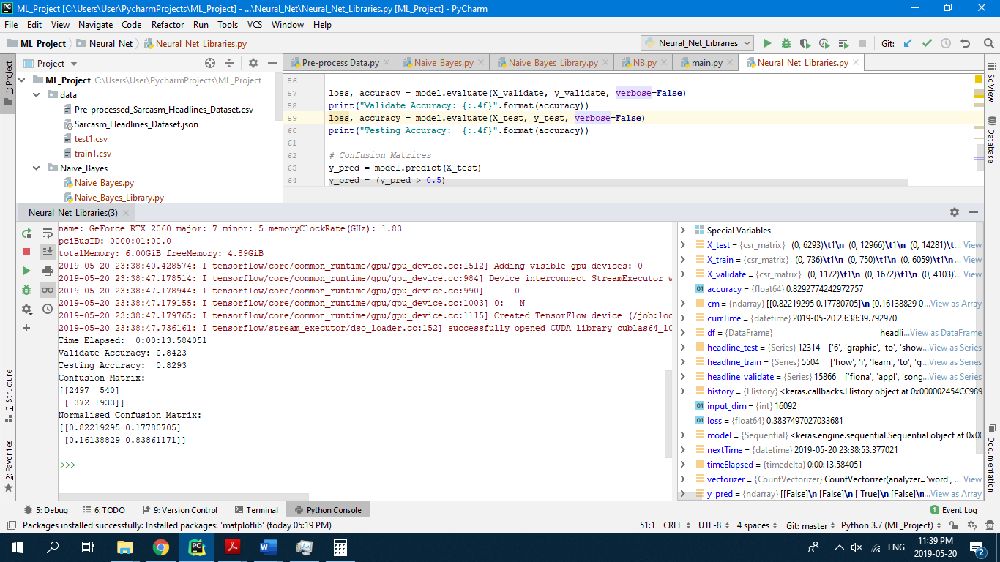 ML_Project [C:\Users\User\PycharmProjects\ML_Project] - ...\Neural_Net\Neural_Net_Libraries.py [ML_Project] - PyCharm
File Edit View Navigate Code Refactor Run Tools VCS Window Help
ML_Project Neural_Net Neural_Net_Libraries.py Neural_Net_Libraries Git:
Project
Pre-process Data.py Naive_Bayes.py Naive_Bayes_Library.py NB.py main.py Neural_Net_Libraries.py
1: Project
ML_Project C:\Users\User\PycharmProjects\ML_Project
data
Pre-processed_Sarcasm_Headlines_Dataset.csv
Sarcasm_Headlines_Dataset.json
test1.csv
train1.csv
Naive_Bayes
Naive_Bayes.py
Naive_Bayes_Library.py
56
57 loss, accuracy = model.evaluate(X_validate, y_validate, verbose=False)
58 print("Validate Accuracy: {:.4f}".format(accuracy))
59 loss, accuracy = model.evaluate(X_test, y_test, verbose=False)
60 print("Testing Accuracy:  {:.4f}".format(accuracy))
61
62 # Confusion Matrices
63 y_pred = model.predict(X_test)
64 y_pred = (y_pred > 0.5)
SciView
Database
Neural_Net_Libraries(3)
name: GeForce RTX 2060 major: 7 minor: 5 memoryClockRate(GHz): 1.83
pciBusID: 0000:01:00.0
totalMemory: 6.00GiB freeMemory: 4.89GiB
2019-05-20 23:38:40.428574: I tensorflow/core/common_runtime/gpu/gpu_device.cc:1512] Adding visible gpu devices: 0
2019-05-20 23:38:47.178514: I tensorflow/core/common_runtime/gpu/gpu_device.cc:984] Device interconnect StreamExecutor w
2019-05-20 23:38:47.178944: I tensorflow/core/common_runtime/gpu/gpu_device.cc:990]      0
2019-05-20 23:38:47.179155: I tensorflow/core/common_runtime/gpu/gpu_device.cc:1003] 0:   N
2019-05-20 23:38:47.179765: I tensorflow/core/common_runtime/gpu/gpu_device.cc:1115] Created TensorFlow device (/job:loc
2019-05-20 23:38:47.736161: I tensorflow/stream_executor/dso_loader.cc:152] successfully opened CUDA library cublas64_10
Time Elapsed:  0:00:13.584051
Validate Accuracy: 0.8423
Testing Accuracy:  0.8293
Confusion Matrix:
[[2497  540]
[ 372 1933]]
Normalised Confusion Matrix:
[[0.82219295 0.17780705]
[0.16138829 0.83861171]]
>>>
Special Variables
X_test = {csr_matrix} (0, 6293)\t1\n (0, 12966)\t1\n (0, 14281)\t... View
X_train = {csr_matrix} (0, 736)\t1\n (0, 750)\t1\n (0, 6059)\t1\n... View
X_validate = {csr_matrix} (0, 1172)\t1\n (0, 1672)\t1\n (0, 4103)... View
accuracy = {float64} 0.8292774242972757
cm = {ndarray} [[0.82219295 0.17780705]\n [0.16138829 0...View as Array
currTime = {datetime} 2019-05-20 23:38:39.792970
df = {DataFrame} headli...View as DataFrame
headline_test = {Series} 12314 ['6', 'graphic', 'to', 'show...View as Series
headline_train = {Series} 5504 ['how', 'i', 'learn', 'to', 'g...View as Series
headline_validate = {Series} 15866 ['fiona', 'appl', 'song...View as Series
history = {History} <keras.callbacks.History object at 0x000002454CC989
input_dim = {int} 16092
loss = {float64} 0.3837497027033681
model = {Sequential} <keras.engine.sequential.Sequential object at 0x00
nextTime = {datetime} 2019-05-20 23:38:53.377021
timeElapsed = {timedelta} 0:00:13.584051
vectorizer = {CountVectorizer} CountVectorizer(analyzer='word', ... View
y_pred = {ndarray} [[False]\n [False]\n [ True]\n [False]\n...View as Array
7: Structure
2: Favorites
Documentation
5: Debug 6: TODO 9: Version Control Terminal Python Console 1 Event Log
Packages installed successfully: Installed packages: 'matplotlib' (today 05:19 PM) 51:1 CRLF UTF-8 4 spaces Git: master Python 3.7 (ML_Project)
ENG 11:39 PM
2019-05-20 2